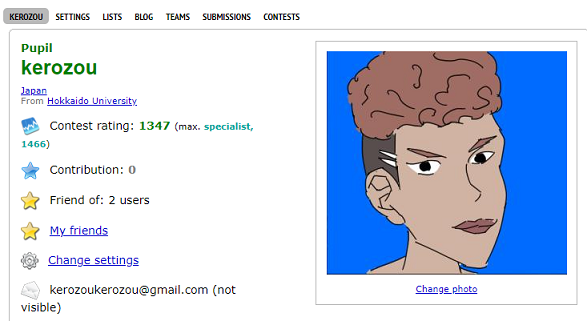 KEROZOU SETTINGS LISTS BLOG TEAMS SUBMISSIONS CONTESTS
Pupil
kerozou
Japan
From Hokkaido University
Contest rating: 1347 (max. specialist,
1466)
Contribution: 0
Friend of: 2 users
My friends
Change settings
kerozoukerozou@gmail.com (not
visible)
Change photo